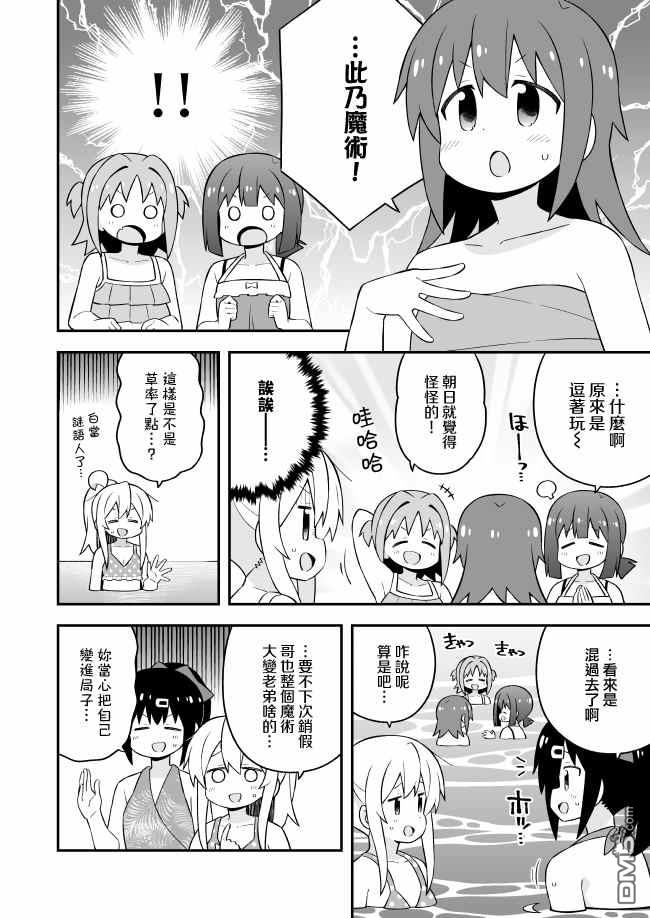 …此乃魔術！
！！
…什麼啊
原來是
逗著玩～
ほーっ…？
朝日就覺得
怪怪的！
哇哈哈
誒誒
———…
這樣是不是
草率了點…？
白當
謎語人了…
…看來是
混過去了啊
きゃっ
きゃっ
咋說呢
算是吧…
ホッ…
…要不下次銷假
哥也整個魔術
大變老弟啥的…
妳當心把自己
變進局子…
DM5